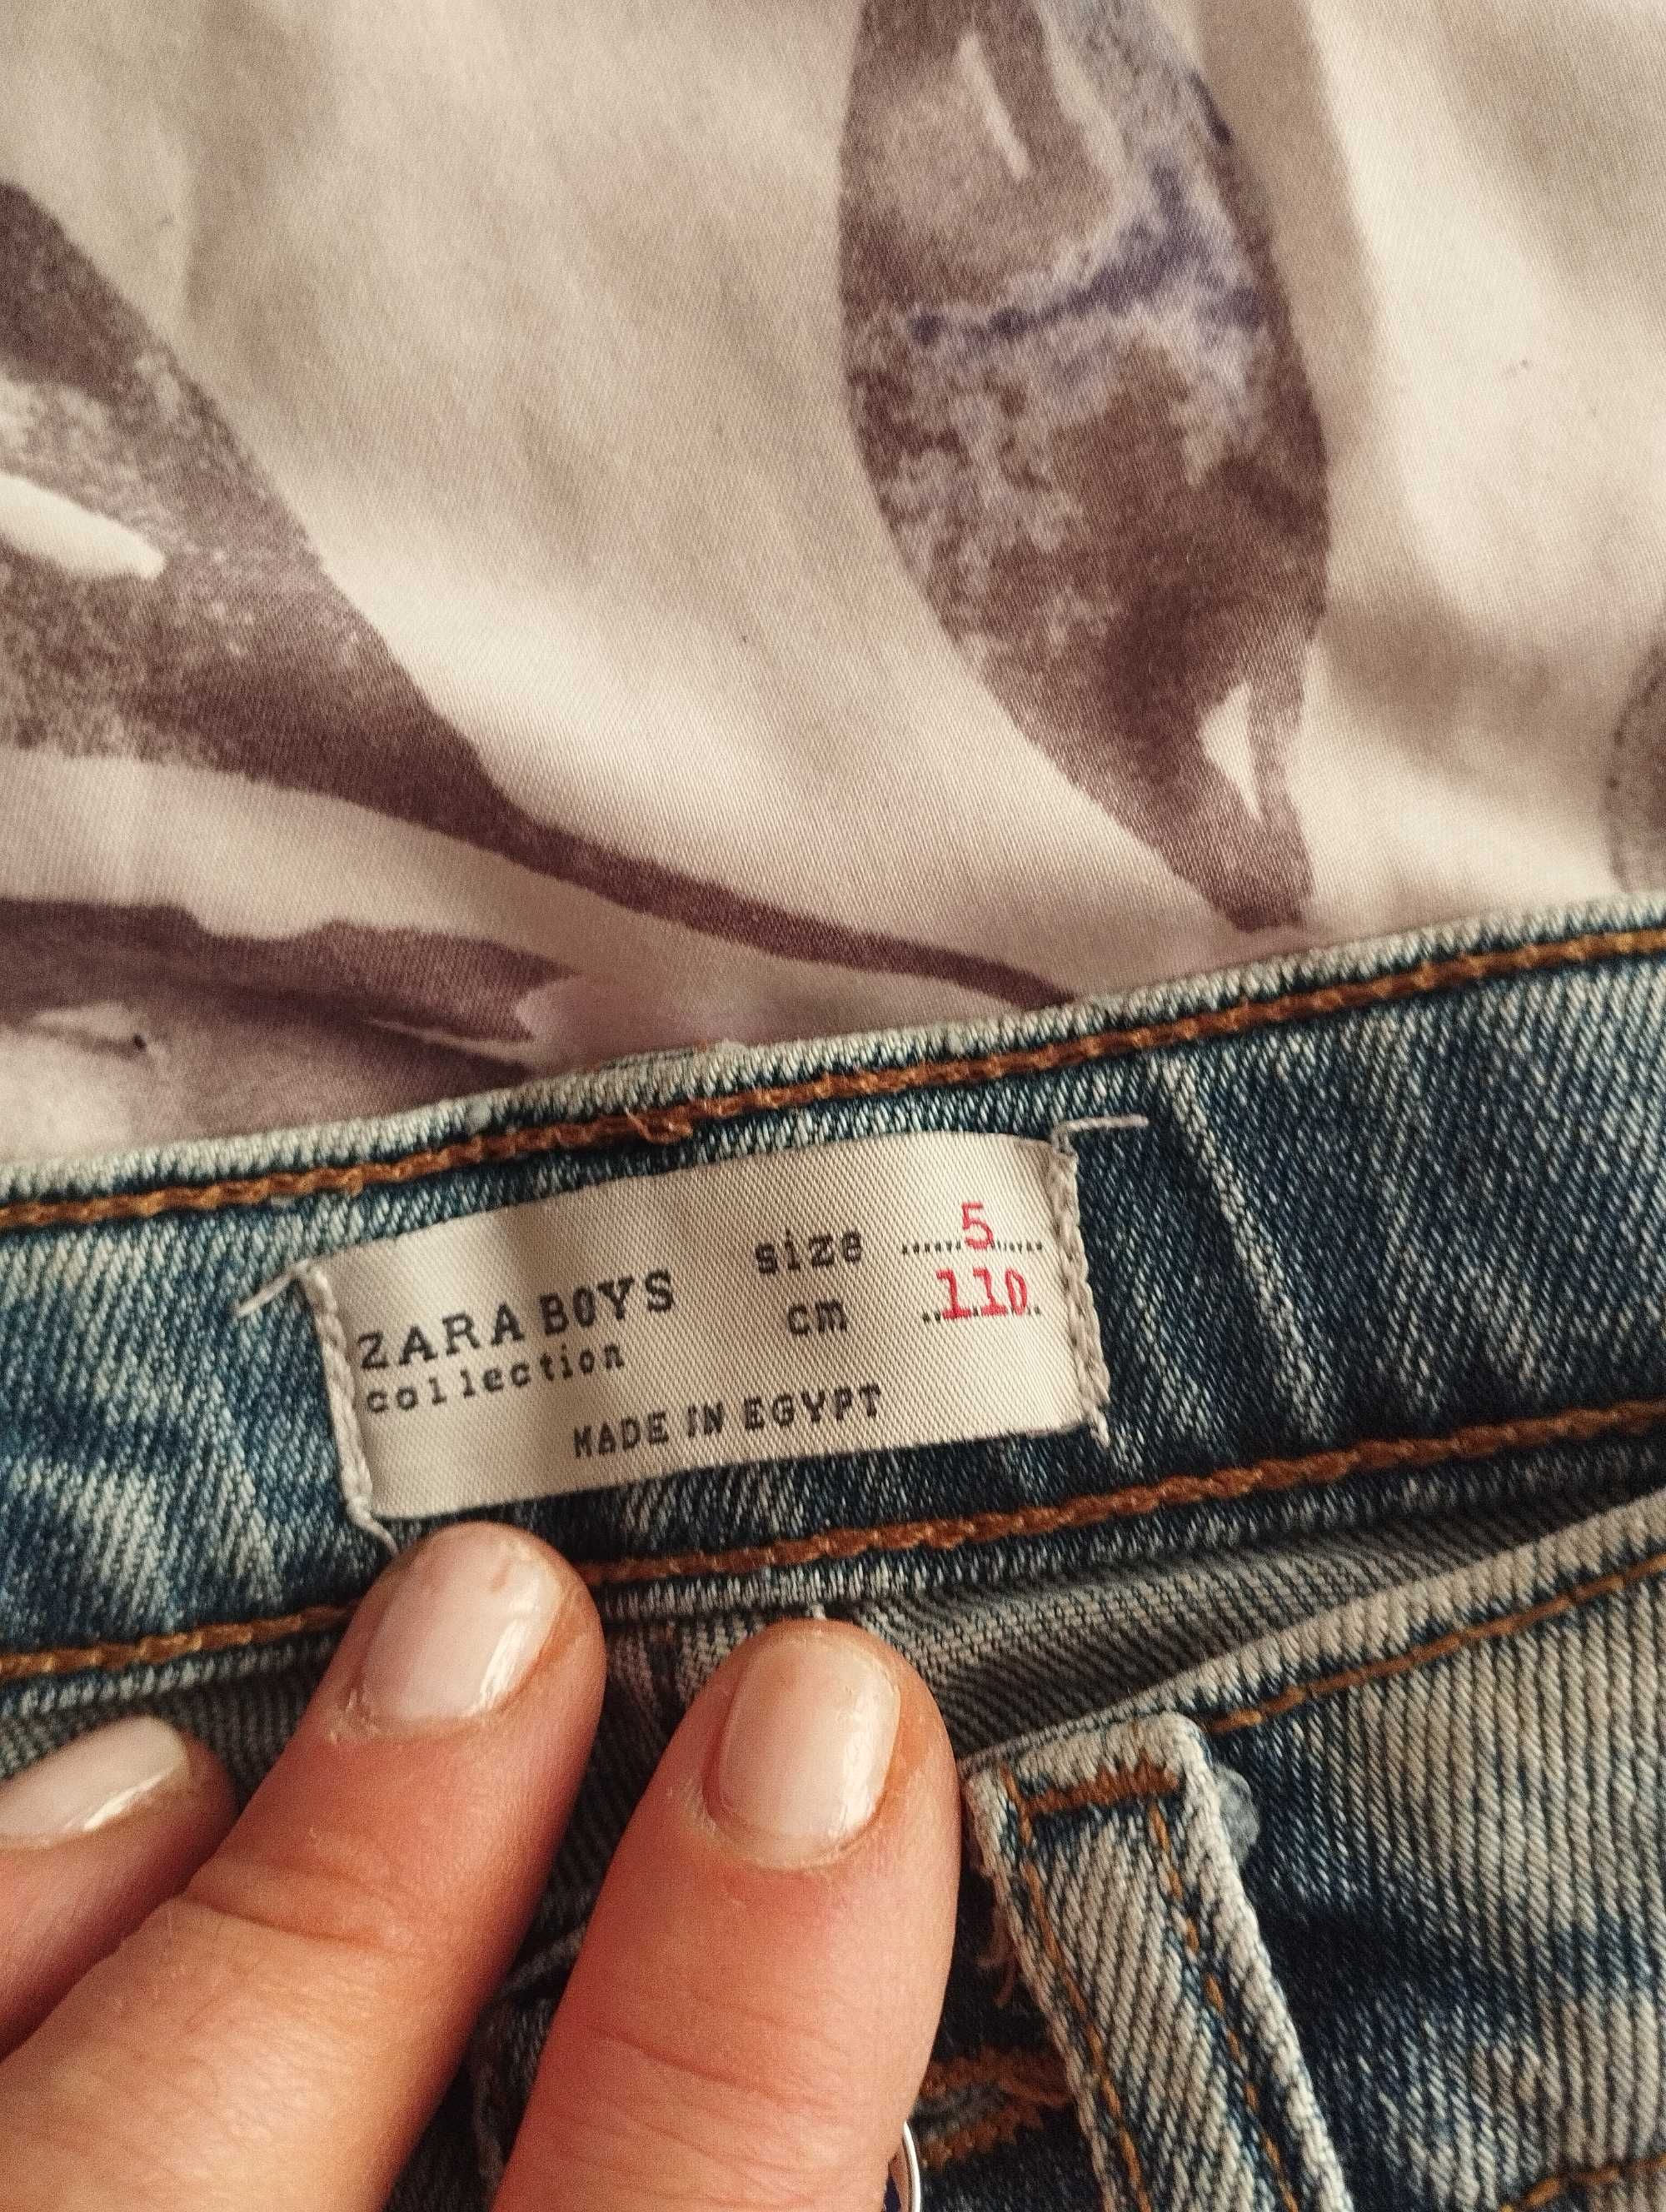 ZARA BOYS
collection
size 5
cm 110
MADE IN EGYPT